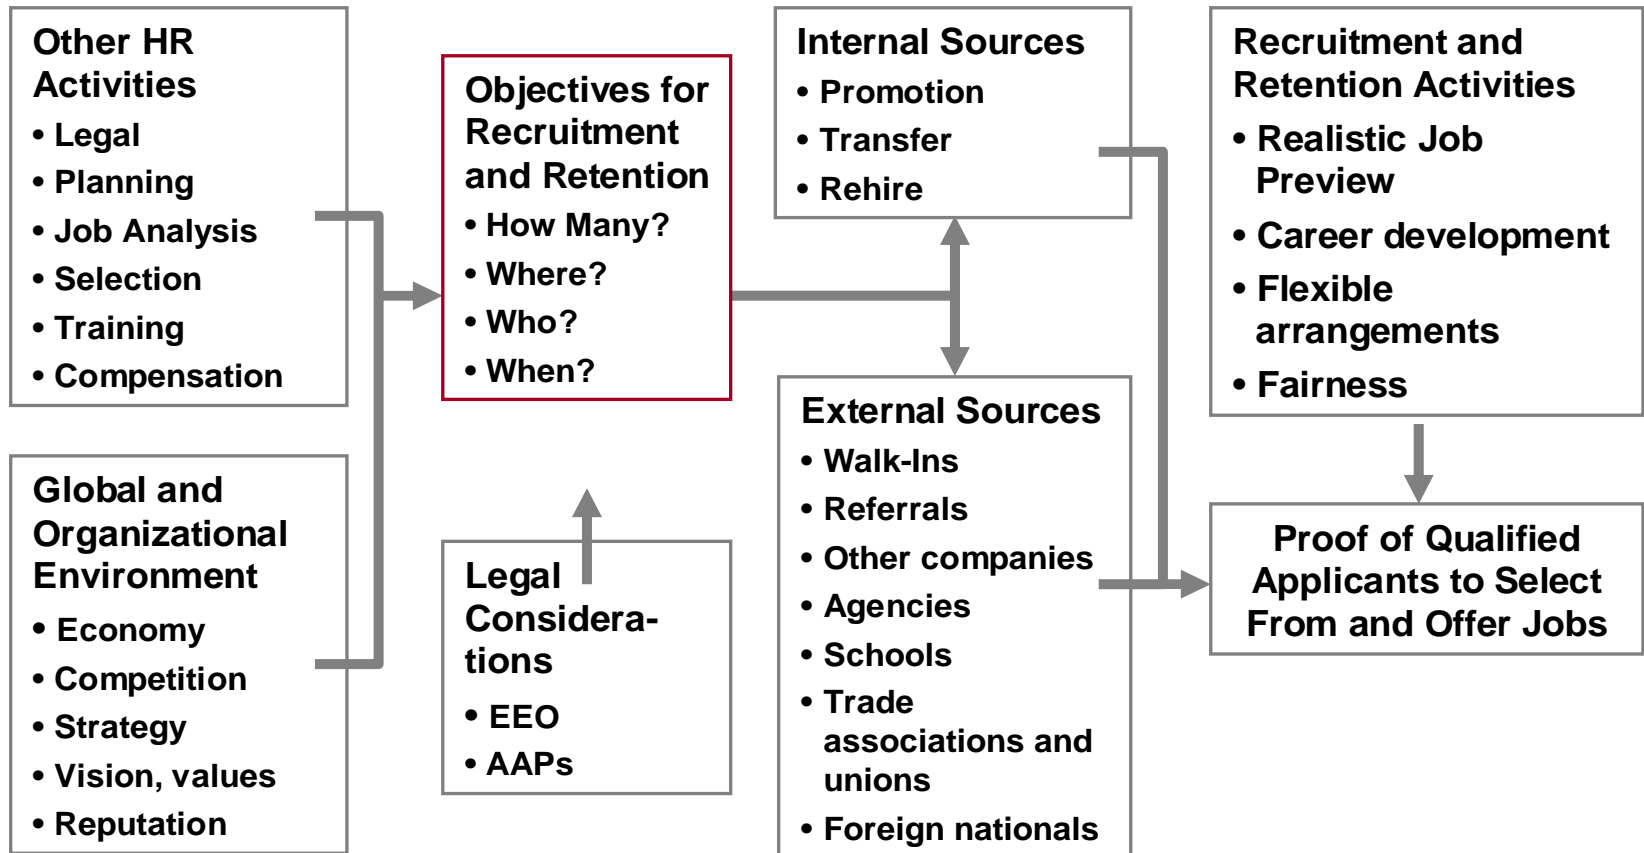 Other HR
Activities
• Legal
• Planning
• Job Analysis
• Selection
• Training
• Compensation
Global and
Organizational
Environment
• Economy
• Competition
• Strategy
• Vision, values
• Reputation
Objectives for
Recruitment
and Retention
• How Many?
• Where?
• Who?
• When?
Legal
Considera-
tions
• EEO
• AAPs
Internal Sources
• Promotion
• Transfer
• Rehire
External Sources
• Walk-Ins
• Referrals
• Other companies
• Agencies
• Schools
• Trade
associations and
unions
• Foreign nationals
Recruitment and
Retention Activities
• Realistic Job
Preview
• Career development
• Flexible
arrangements
• Fairness
Proof of Qualified
Applicants to Select
From and Offer Jobs